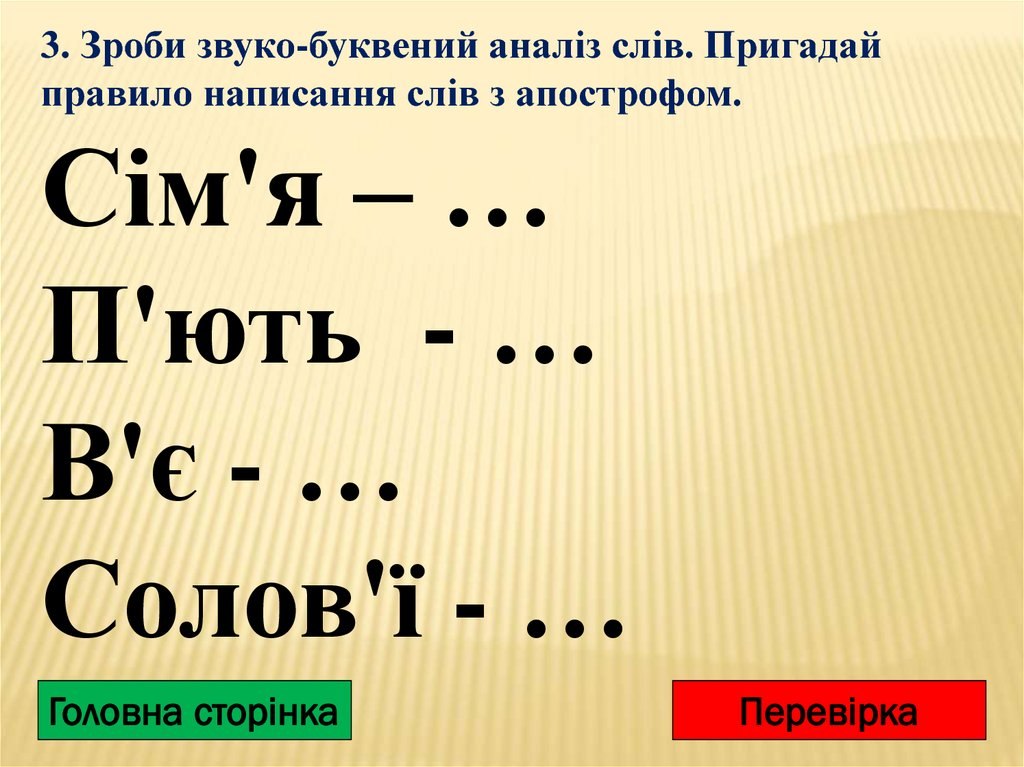 3. Зроби звуко-буквений аналіз слів. Пригадай
правило написання слів з апострофом.
Сім'я – …
П'ють - …
В'є - …
Солов'ї - …
Головна сторінка
Перевірка